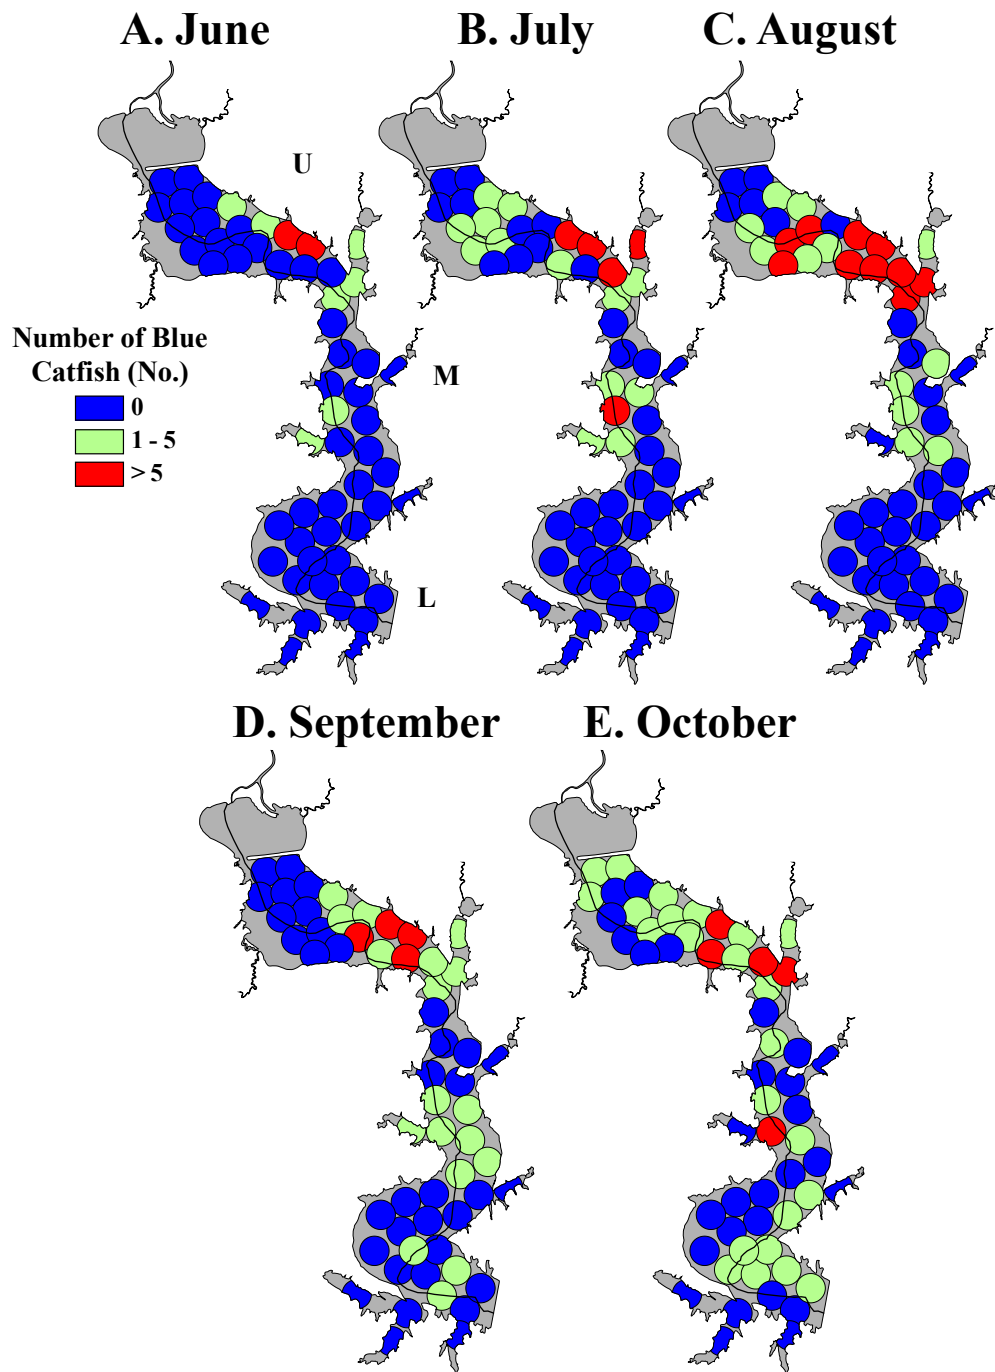 A. June
B. July
C. August
U
Number of Blue
Catfish (No.)
0
1 - 5
> 5
M
L
D. September
E. October